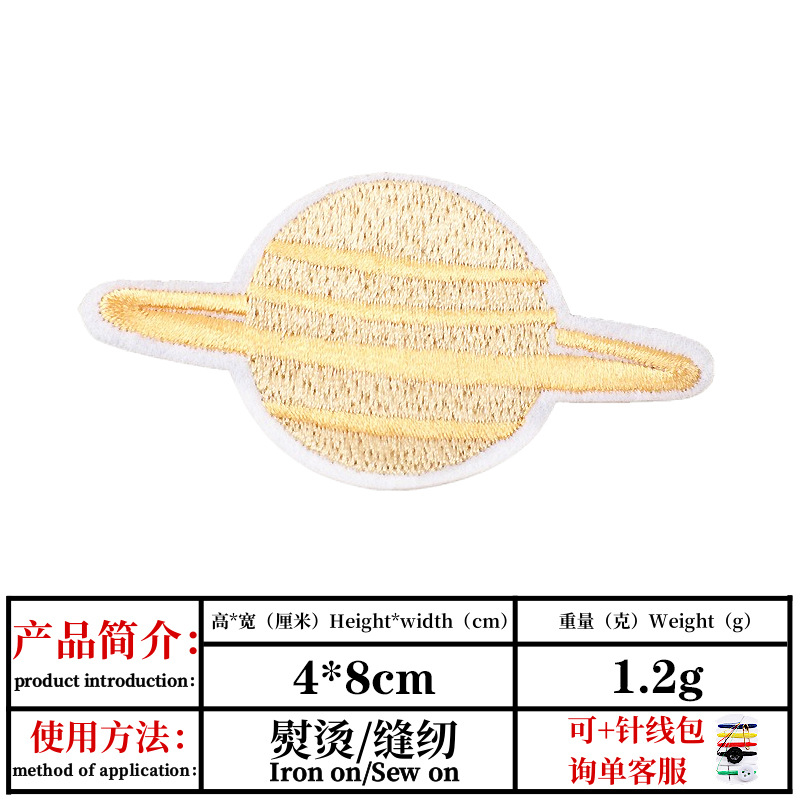 产品简介：
product introduction:
高*宽（厘米）Height*width（cm）
重量（克）Weight（g）
4*8cm
1.2g
使用方法：
method of application:
熨烫/缝纫
Iron on/Sew on
可+针线包
询单客服